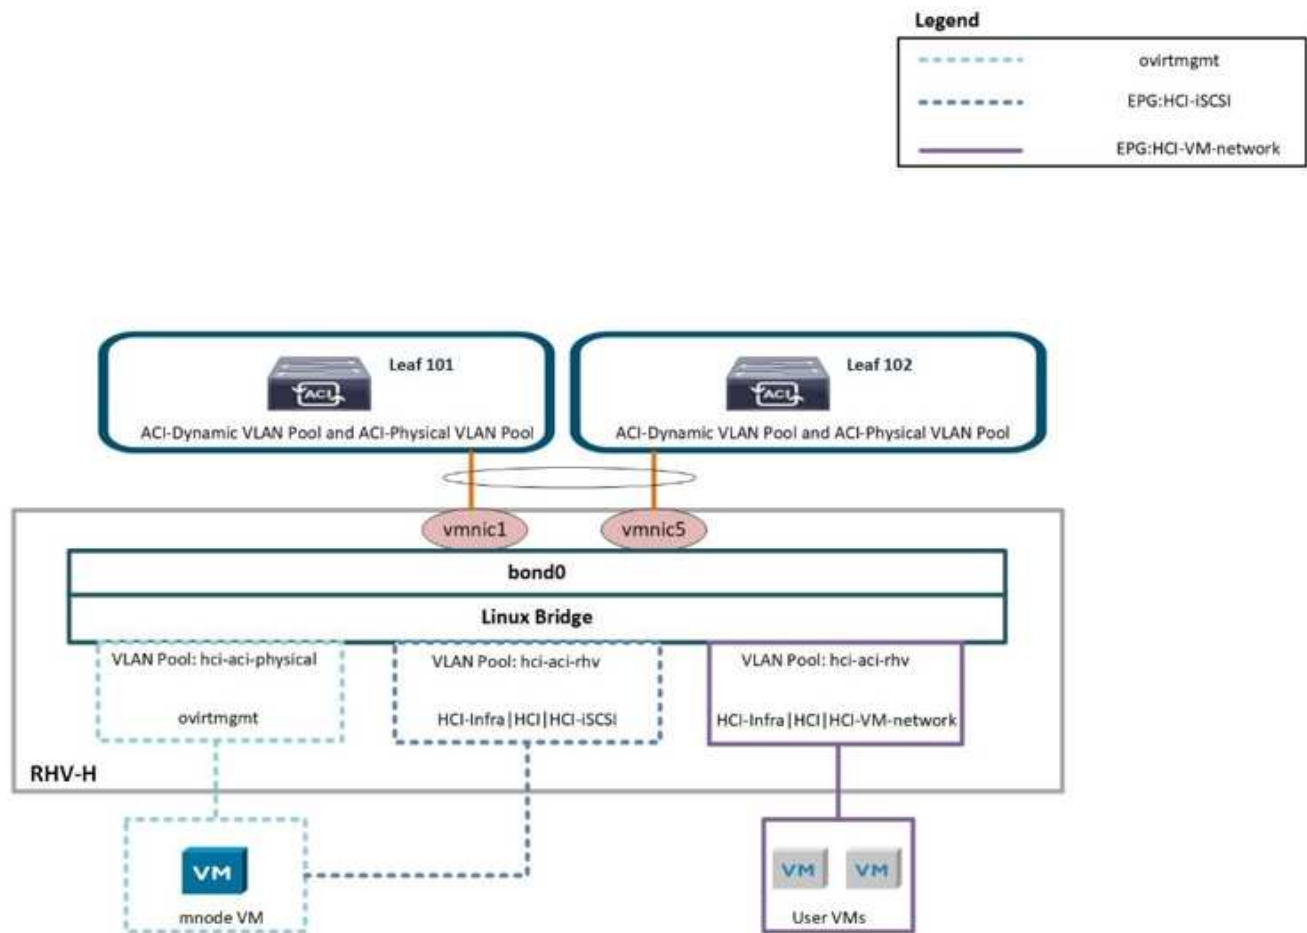 Legend
ovirtmgmt
EPG:HCI-iSCSI
EPG:HCI-VM-network
Leaf 101
ACI
ACI-Dynamic VLAN Pool and ACI-Physical VLAN Pool
Leaf 102
ACI
ACI-Dynamic VLAN Pool and ACI-Physical VLAN Pool
vmnic1
vmnic5
bond0
Linux Bridge
VLAN Pool: hci-aci-physical
ovirtmgmt
VLAN Pool: hci-aci-rhv
HCI-Infra|HCI|HCI-iSCSI
VLAN Pool: hci-aci-rhv
HCI-Infra|HCI|HCI-VM-network
RHV-H
VM
mnode VM
VM
VM
User VMs